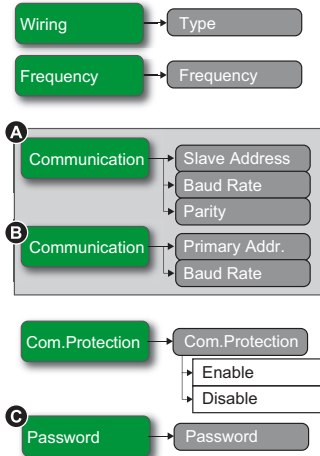 Wiring Type
Frequency Frequency
A
Communication Slave Address
Baud Rate
Parity
B
Communication Primary Addr.
Baud Rate
Com.Protection Com.Protection
Enable
Disable
C
Password Password